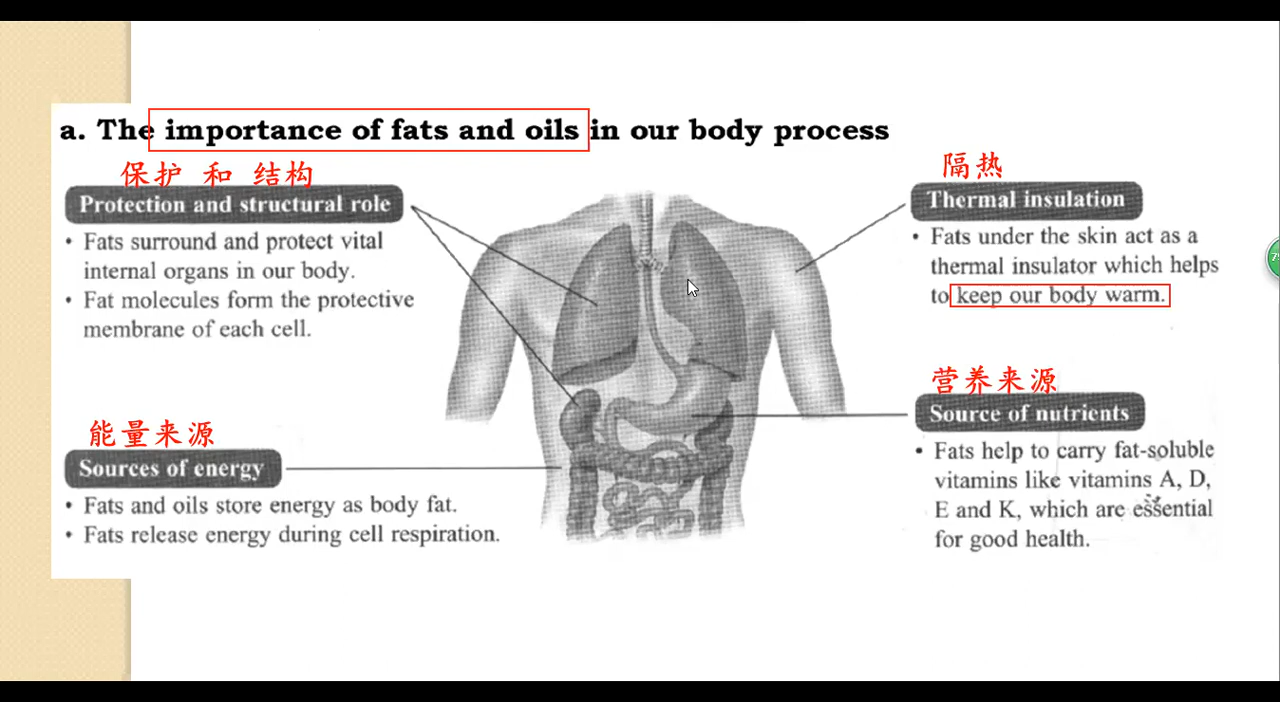 a. The importance of fats and oils in our body process
保护 和 结构
Protection and structural role
• Fats surround and protect vital
internal organs in our body.
• Fat molecules form the protective
membrane of each cell.
能量来源
Sources of energy
• Fats and oils store energy as body fat.
• Fats release energy during cell respiration.
隔热
Thermal insulation
• Fats under the skin act as a
thermal insulator which helps
to keep our body warm.
营养来源
Source of nutrients
• Fats help to carry fat-soluble
vitamins like vitamins A, D,
E and K, which are essential
for good health.